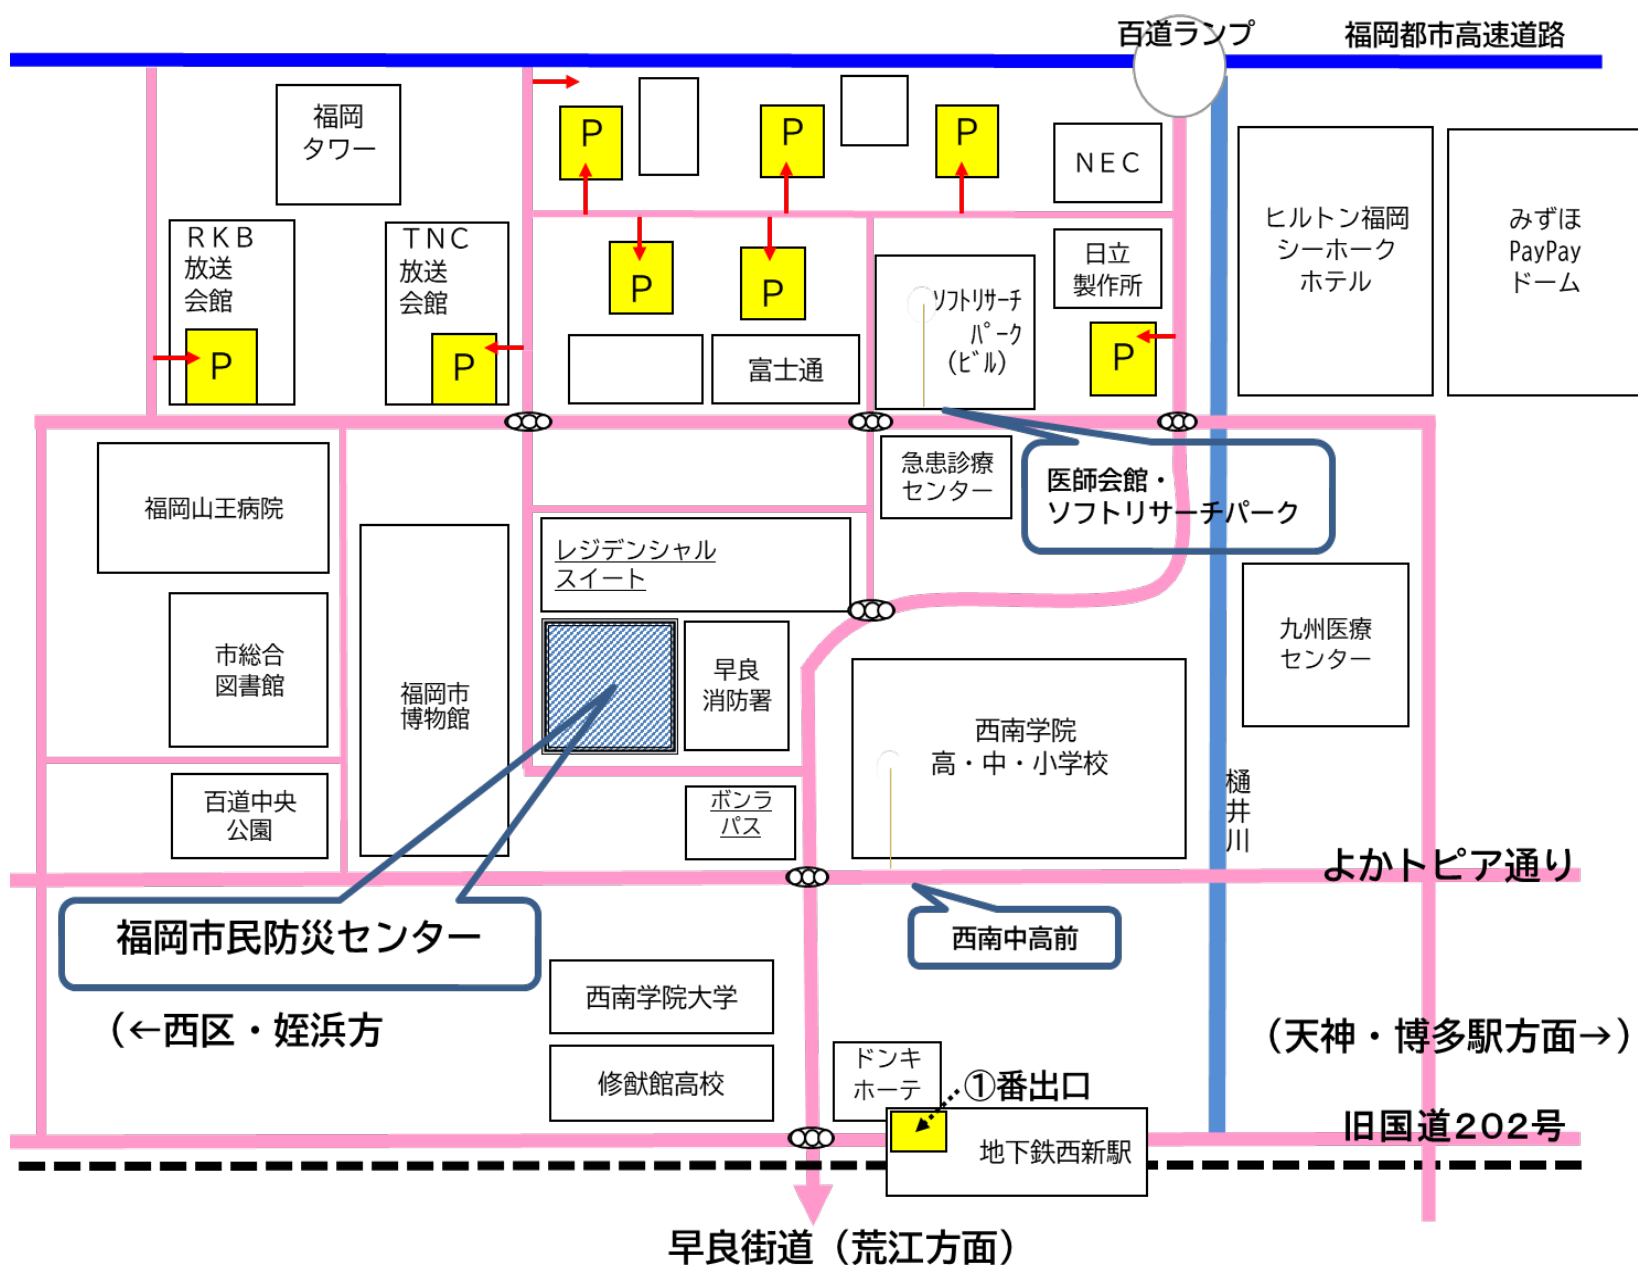 百道ランプ
福岡都市高速道路
福岡
タワー
P
P
P
NEC
ヒルトン福岡
シーホーク
ホテル
みずほ
PayPay
ドーム
RKB
放送
会館
P
TNC
放送
会館
P
P
P
富士通
ソフトリサーチ
パーク
(ビル)
日立
製作所
P
福岡山王病院
急患診療
センター
医師会館・
ソフトリサーチパーク
レジデンシャル
スイート
市総合
図書館
福岡市
博物館
早良
消防署
九州医療
センター
西南学院
高・中・小学校
百道中央
公園
ボンラ
パス
樋井川
よかトピア通り
福岡市民防災センター
西南中高前
西南学院大学
(←西区・姪浜方
(天神・博多駅方面→)
修猷館高校
ドンキ
ホーテ
①番出口
旧国道202号
地下鉄西新駅
早良街道(荒江方面)